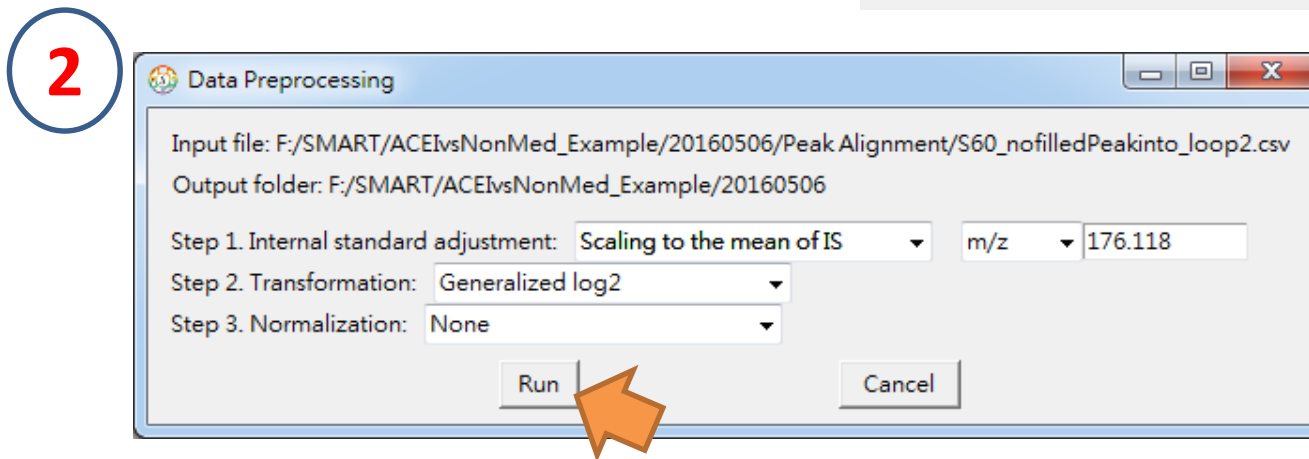 2
Data Preprocessing
Input file: F:/SMART/ACEIvsNonMed_Example/20160506/Peak Alignment/S60_nofilledPeakinto_loop2.csv
Output folder: F:/SMART/ACEIvsNonMed_Example/20160506
Step 1. Internal standard adjustment: Scaling to the mean of IS m/z 176.118
Step 2. Transformation: Generalized log2
Step 3. Normalization: None
Run Cancel